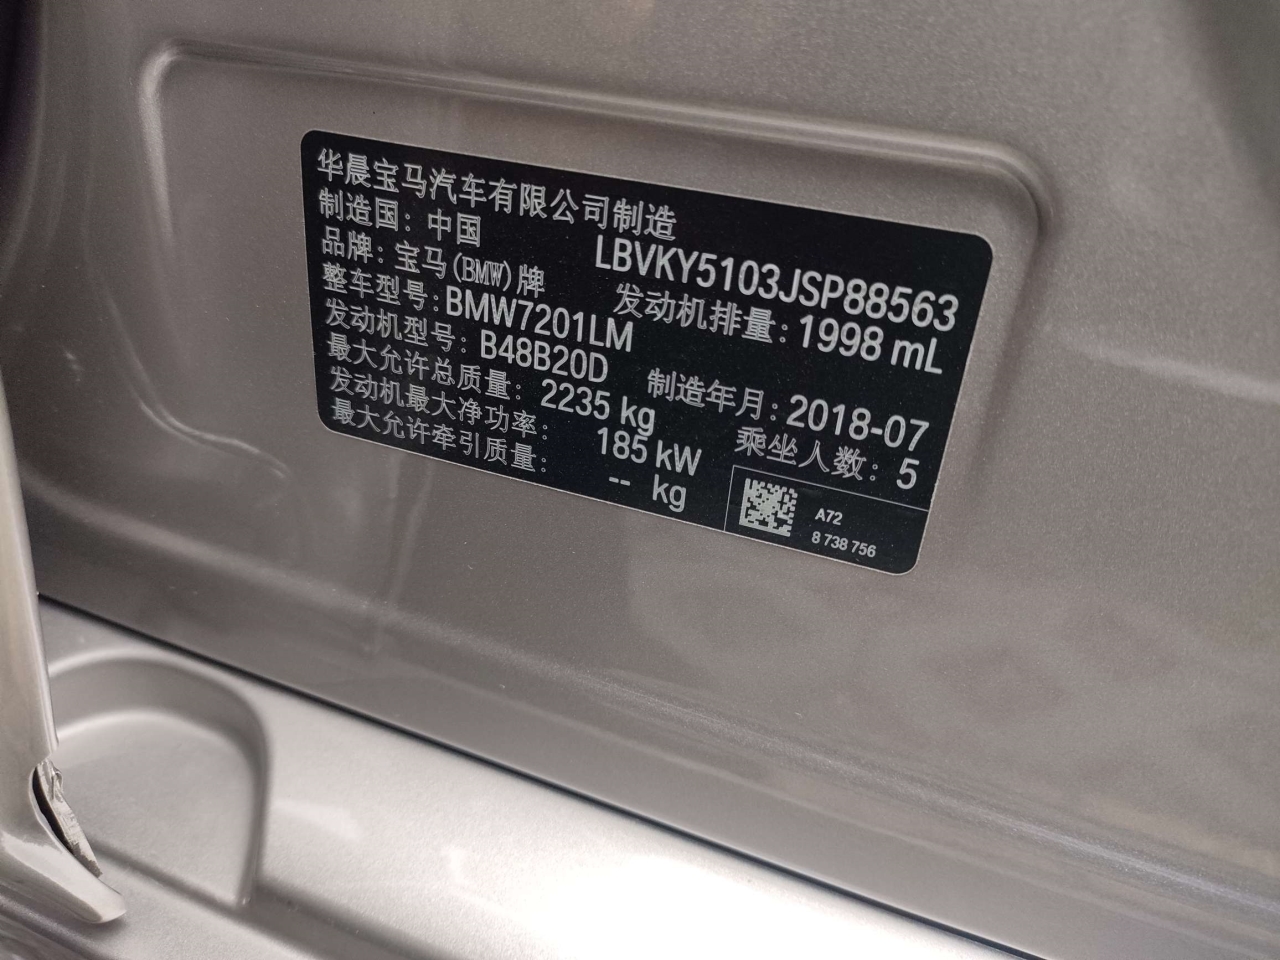 华晨宝马汽车有限公司制造
制造国：中国 LBVKY5103JSP88563
品牌：宝马(BMW)牌 发动机排量：1998 mL
整车型号：BMW7201LM
发动机型号：B48B20D 制造年月：2018-07
最大允许总质量：2235 kg 乘坐人数：5
发动机最大净功率：185 kW
最大允许牵引质量：-- kg
A72
8 738 756